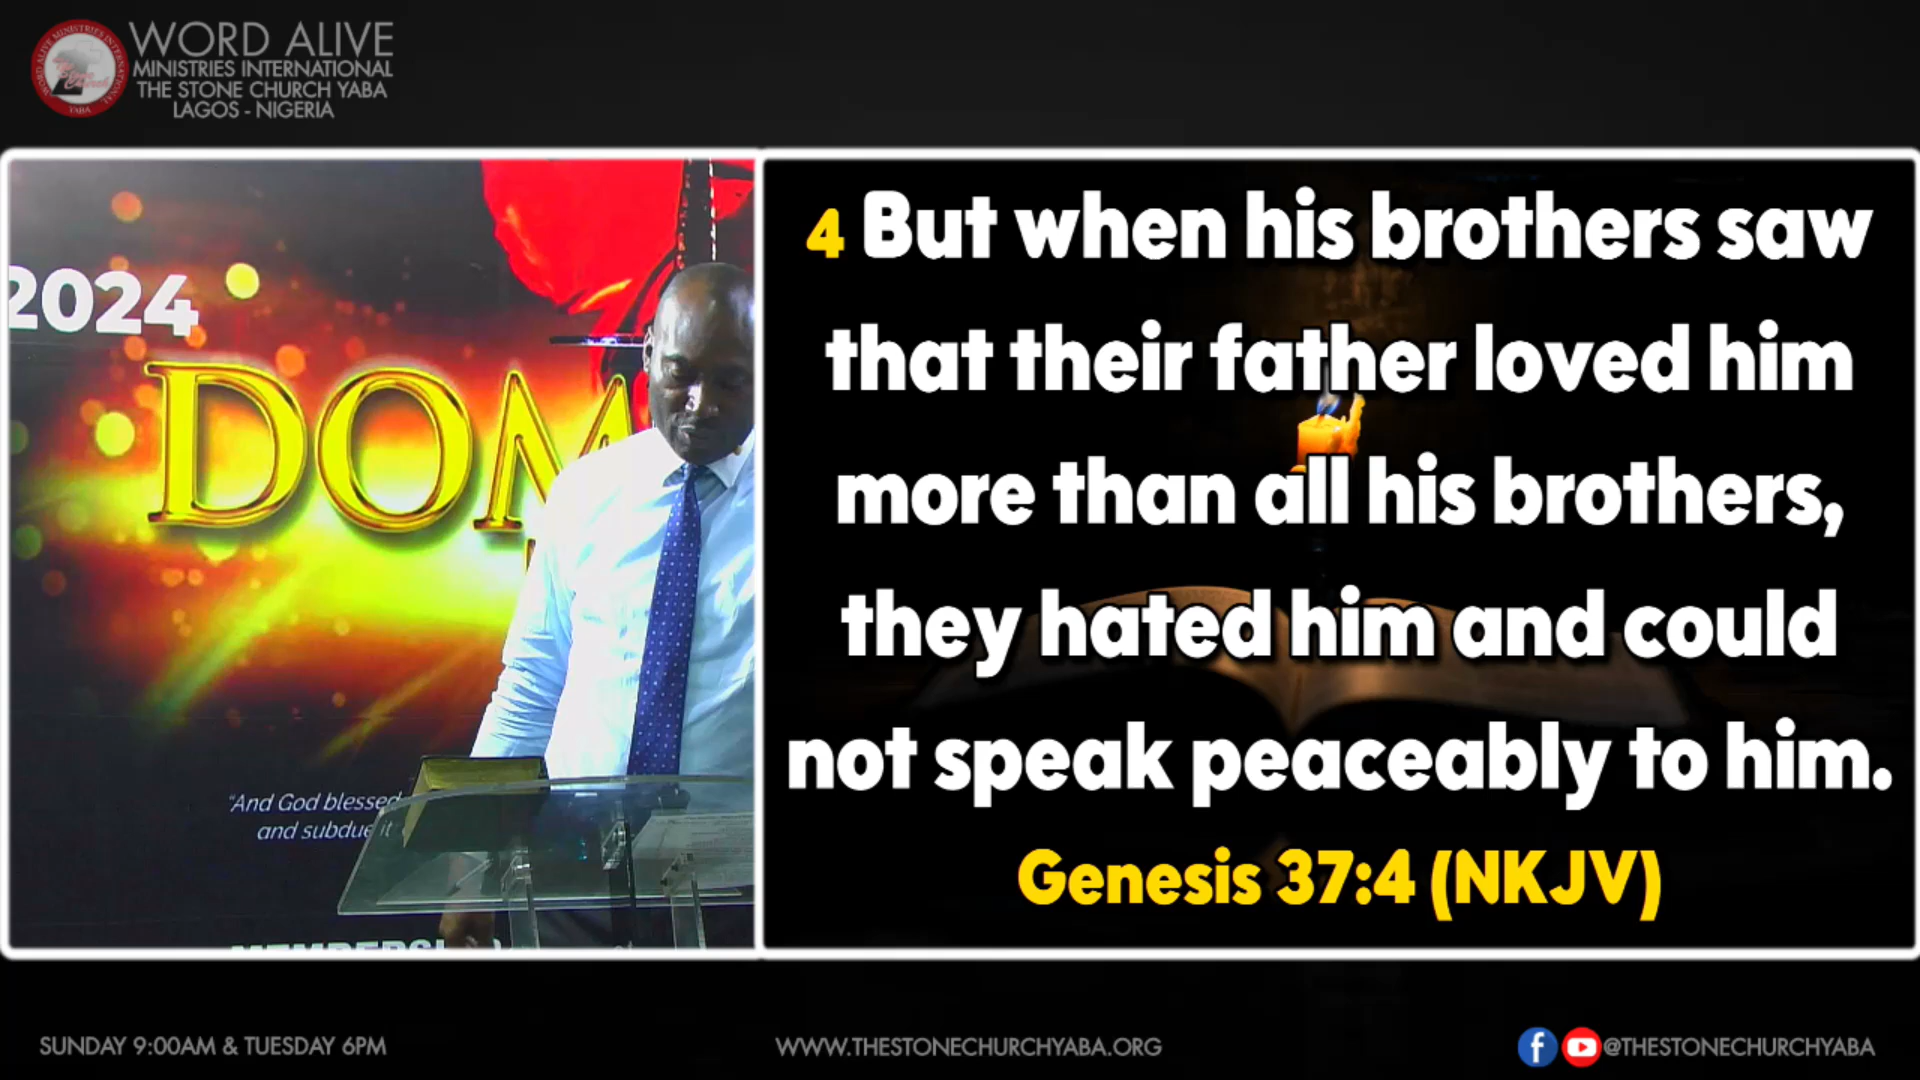 WORD ALIVE
MINISTRIES INTERNATIONAL
THE STONE CHURCH YABA
LAGOS - NIGERIA
2024
DOM
"And God blessed
and subdue it
4 But when his brothers saw
that their father loved him
more than all his brothers,
they hated him and could
not speak peaceably to him.
Genesis 37:4 (NKJV)
SUNDAY 9:00AM & TUESDAY 6PM
WWW.THESTONECHURCHYABA.ORG
@THESTONECHURCHYABA